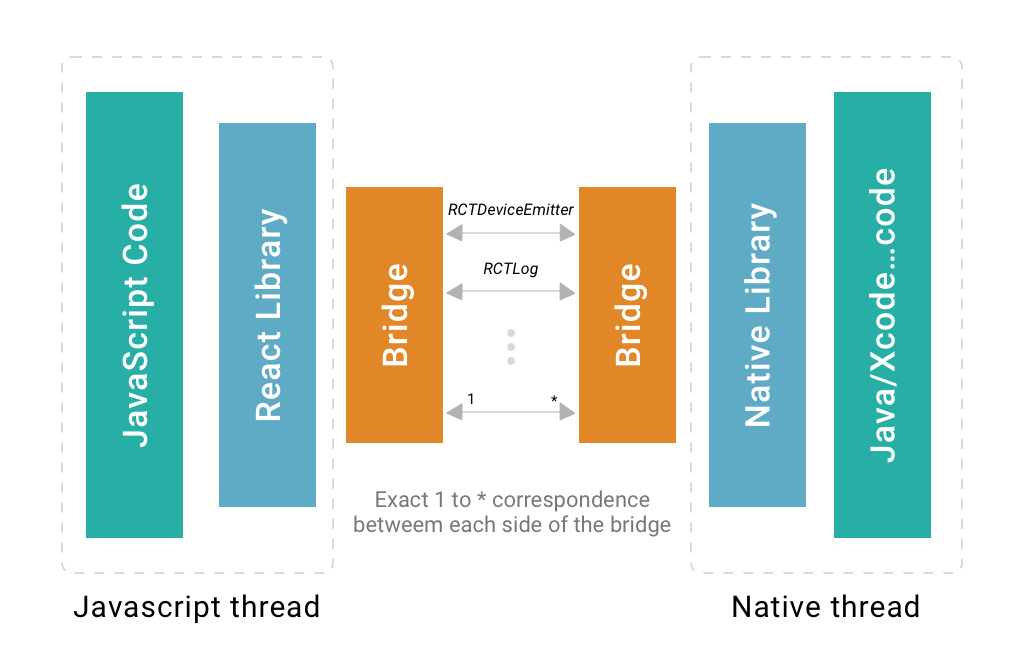 JavaScript Code
React Library
Bridge
RCTDeviceEmitter
RCTLog
1 *
Bridge
Native Library
Java/Xcode...code
Exact 1 to * correspondence
betweem each side of the bridge
Javascript thread
Native thread